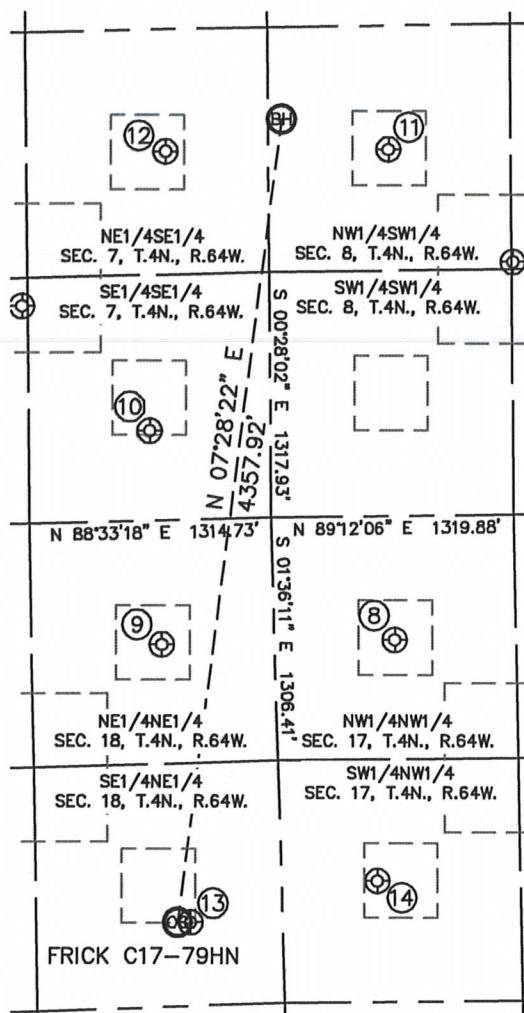 BH
12
11
NE1/4SE1/4
SEC. 7, T.4N., R.64W.
NW1/4SW1/4
SEC. 8, T.4N., R.64W.
SE1/4SE1/4
SEC. 7, T.4N., R.64W.
SW1/4SW1/4
SEC. 8, T.4N., R.64W.
S 00°28'02" E 1317.93'
N 07°28'22" E
4357.92'
10
N 88°33'18" E 1314.73'
N 89°12'06" E 1319.88'
S 01°36'11" E 1306.41'
9
8
NE1/4NE1/4
SEC. 18, T.4N., R.64W.
NW1/4NW1/4
SEC. 17, T.4N., R.64W.
SE1/4NE1/4
SEC. 18, T.4N., R.64W.
SW1/4NW1/4
SEC. 17, T.4N., R.64W.
13
14
FRICK C17-79HN